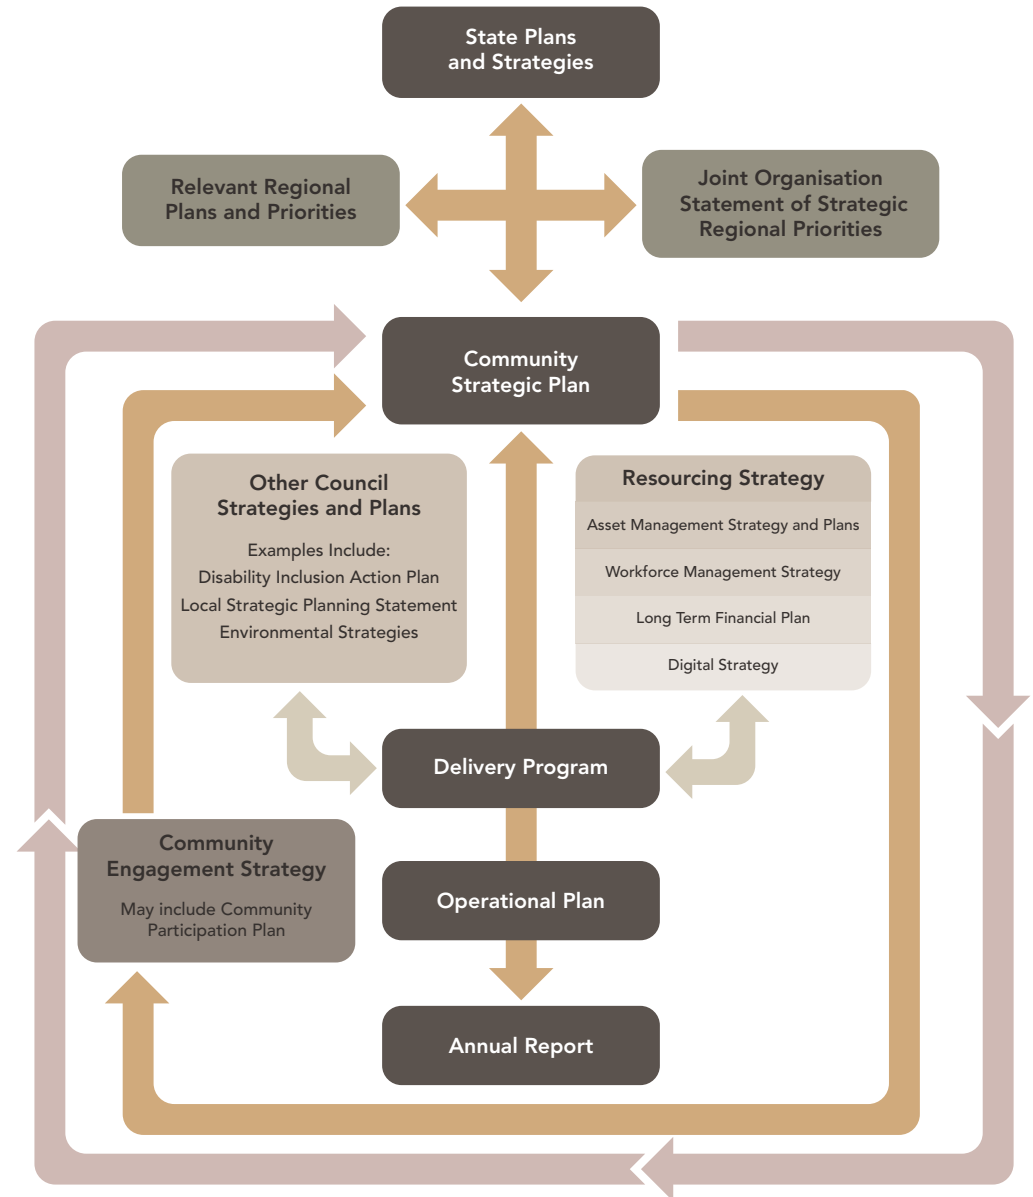 State Plans
and Strategies
Relevant Regional
Plans and Priorities
Joint Organisation
Statement of Strategic
Regional Priorities
Community
Strategic Plan
Other Council
Strategies and Plans
Examples Include:
Disability Inclusion Action Plan
Local Strategic Planning Statement
Environmental Strategies
Resourcing Strategy
Asset Management Strategy and Plans
Workforce Management Strategy
Long Term Financial Plan
Digital Strategy
Delivery Program
Community
Engagement Strategy
May include Community
Participation Plan
Operational Plan
Annual Report